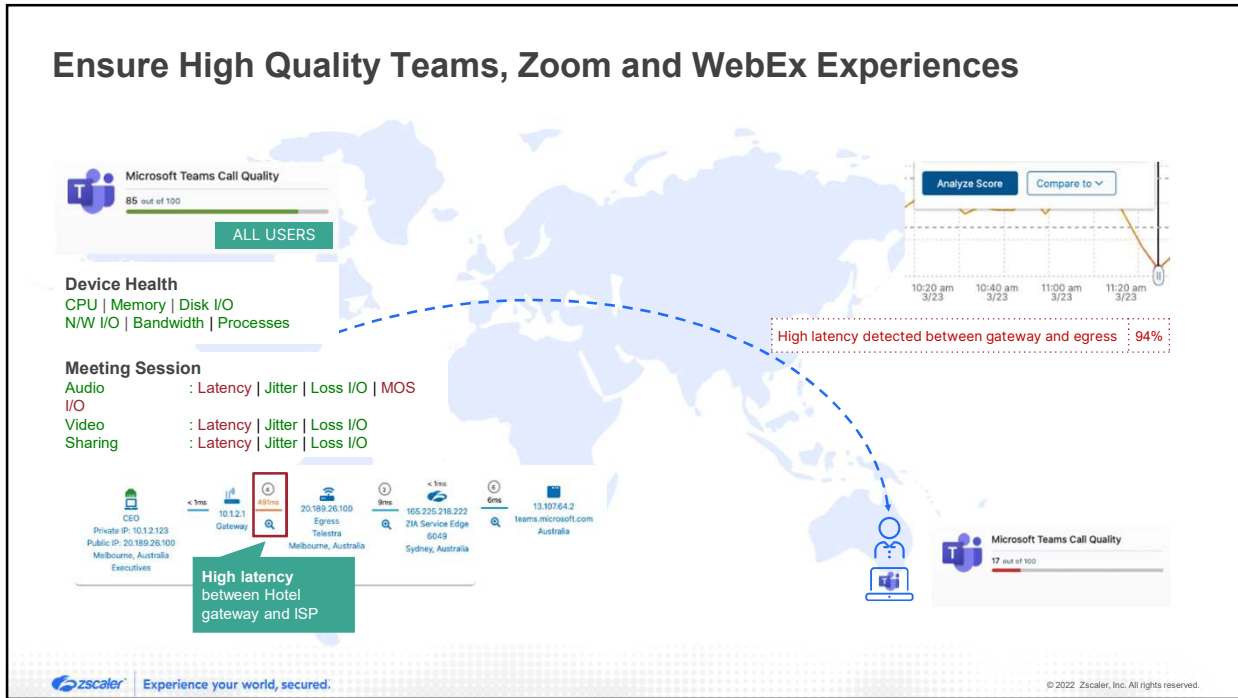 Ensure High Quality Teams, Zoom and WebEx Experiences
Microsoft Teams Call Quality
85 out of 100
ALL USERS
Analyze Score
Compare to
10:20 am
3/23
10:40 am
3/23
11:00 am
3/23
11:20 am
3/23
Device Health
CPU | Memory | Disk I/O
N/W I/O | Bandwidth | Processes
High latency detected between gateway and egress 94%
Meeting Session
Audio : Latency | Jitter | Loss I/O | MOS
I/O
Video : Latency | Jitter | Loss I/O
Sharing : Latency | Jitter | Loss I/O
CEO
Private IP: 10.1.2.123
Public IP: 20.189.26.100
Melbourne, Australia
Executives
< 1ms
10.1.2.1
Gateway
4
491ms
20.189.26.100
Egress
Telestra
Melbourne, Australia
3
9ms
< 1ms
165.225.218.222
ZIA Service Edge
6049
Sydney, Australia
6ms
13.107.64.2
teams.microsoft.com
Australia
High latency
between Hotel
gateway and ISP
Microsoft Teams Call Quality
17 out of 100
zscaler Experience your world, secured.
© 2022 Zscaler, Inc. All rights reserved.